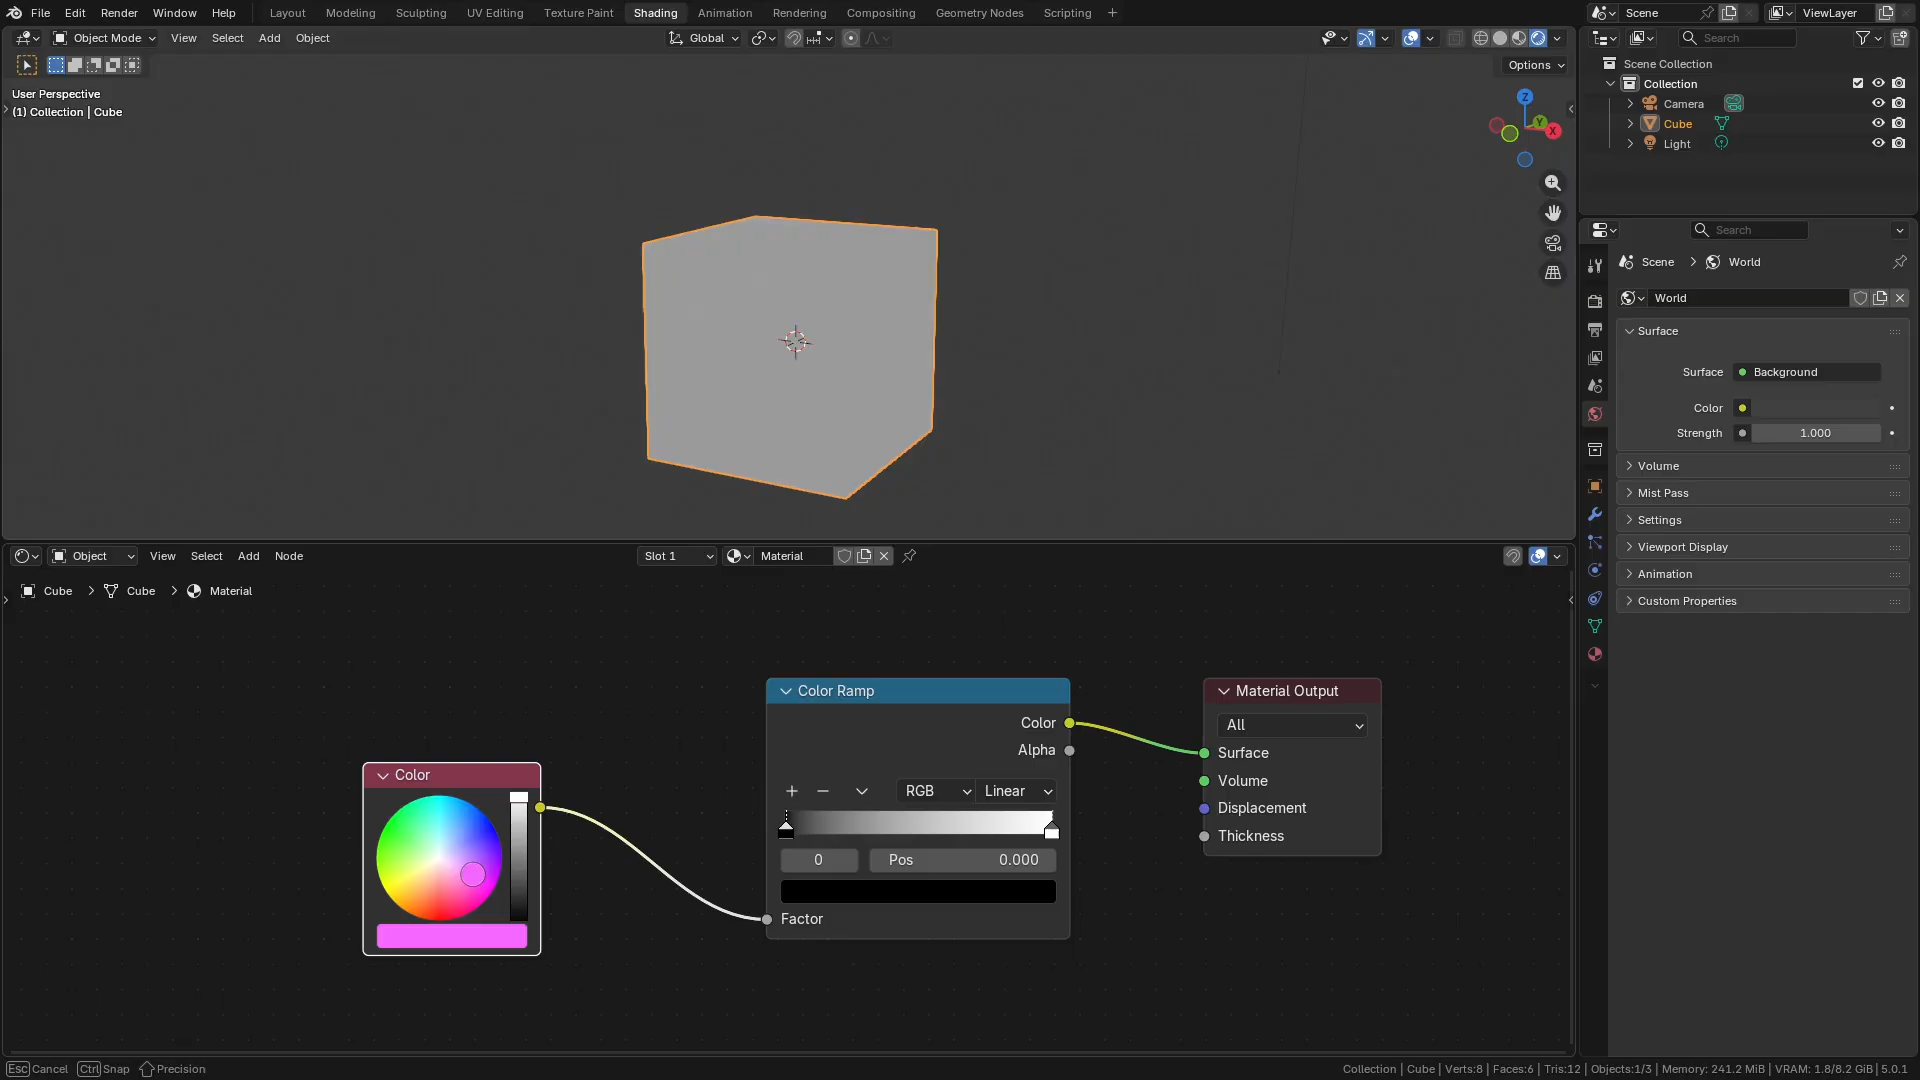 File Edit Render Window Help Layout Modeling Sculpting UV Editing Texture Paint Shading Animation Rendering Compositing Geometry Nodes Scripting + Scene ViewLayer
Object Mode View Select Add Object Global Search
Options
User Perspective
(1) Collection | Cube
Z
Y
X
Scene Collection
Collection
Camera
Cube
Light
Search
Scene > World
World
Surface
Surface Background
Color
Strength 1.000
Volume
Mist Pass
Settings
Viewport Display
Animation
Custom Properties
Object View Select Add Node Slot 1 Material
Cube > Cube > Material
Color
Color Ramp
Color
Alpha
RGB Linear
0 Pos 0.000
Factor
Material Output
All
Surface
Volume
Displacement
Thickness
Esc Cancel Ctrl Snap Precision
Collection | Cube | Verts:8 | Faces:6 | Tris:12 | Objects:1/3 | Memory: 241.2 MiB | VRAM: 1.8/8.2 GiB | 5.0.1